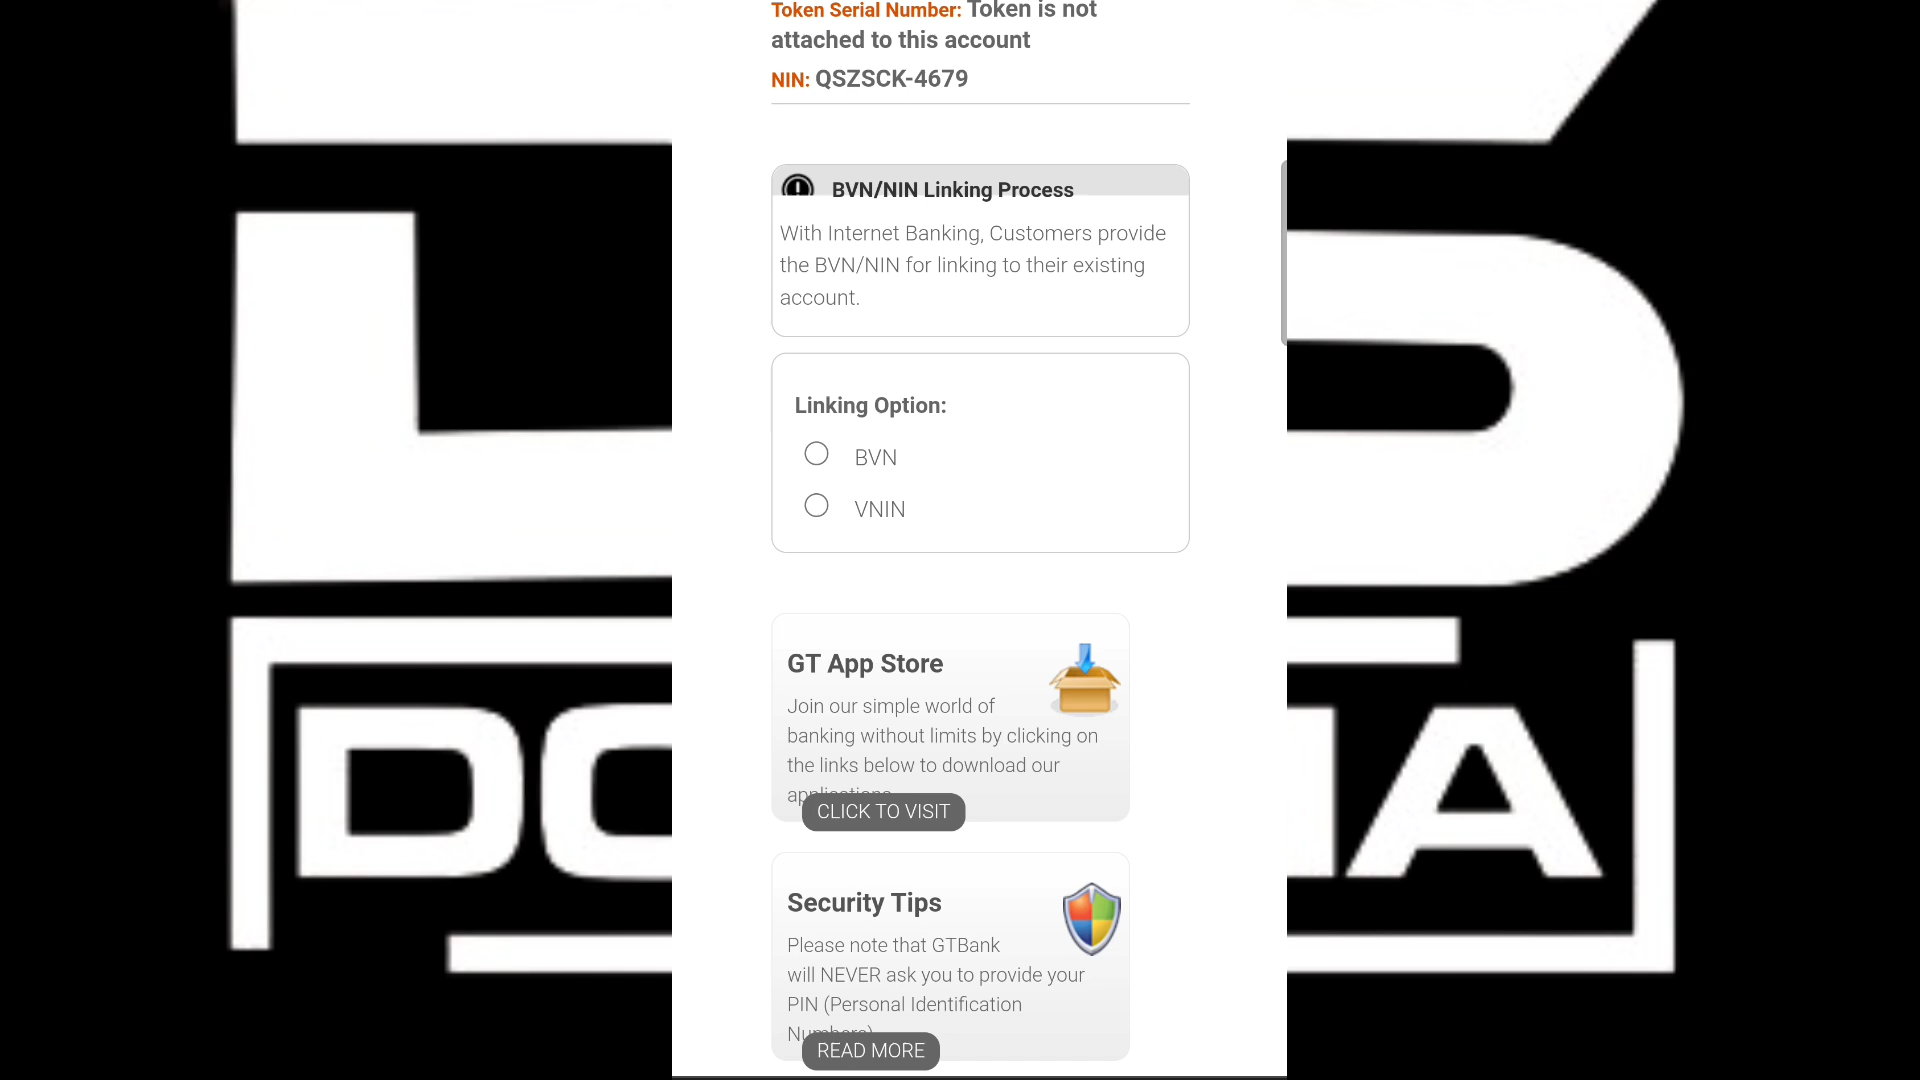 Token Serial Number: Token is not
attached to this account
NIN: QSZSCK-4679
BVN/NIN Linking Process
With Internet Banking, Customers provide
the BVN/NIN for linking to their existing
account.
Linking Option:
BVN
VNIN
GT App Store
Join our simple world of
banking without limits by clicking on
the links below to download our
applications
CLICK TO VISIT
Security Tips
Please note that GTBank
will NEVER ask you to provide your
PIN (Personal Identification
Numbers)
READ MORE